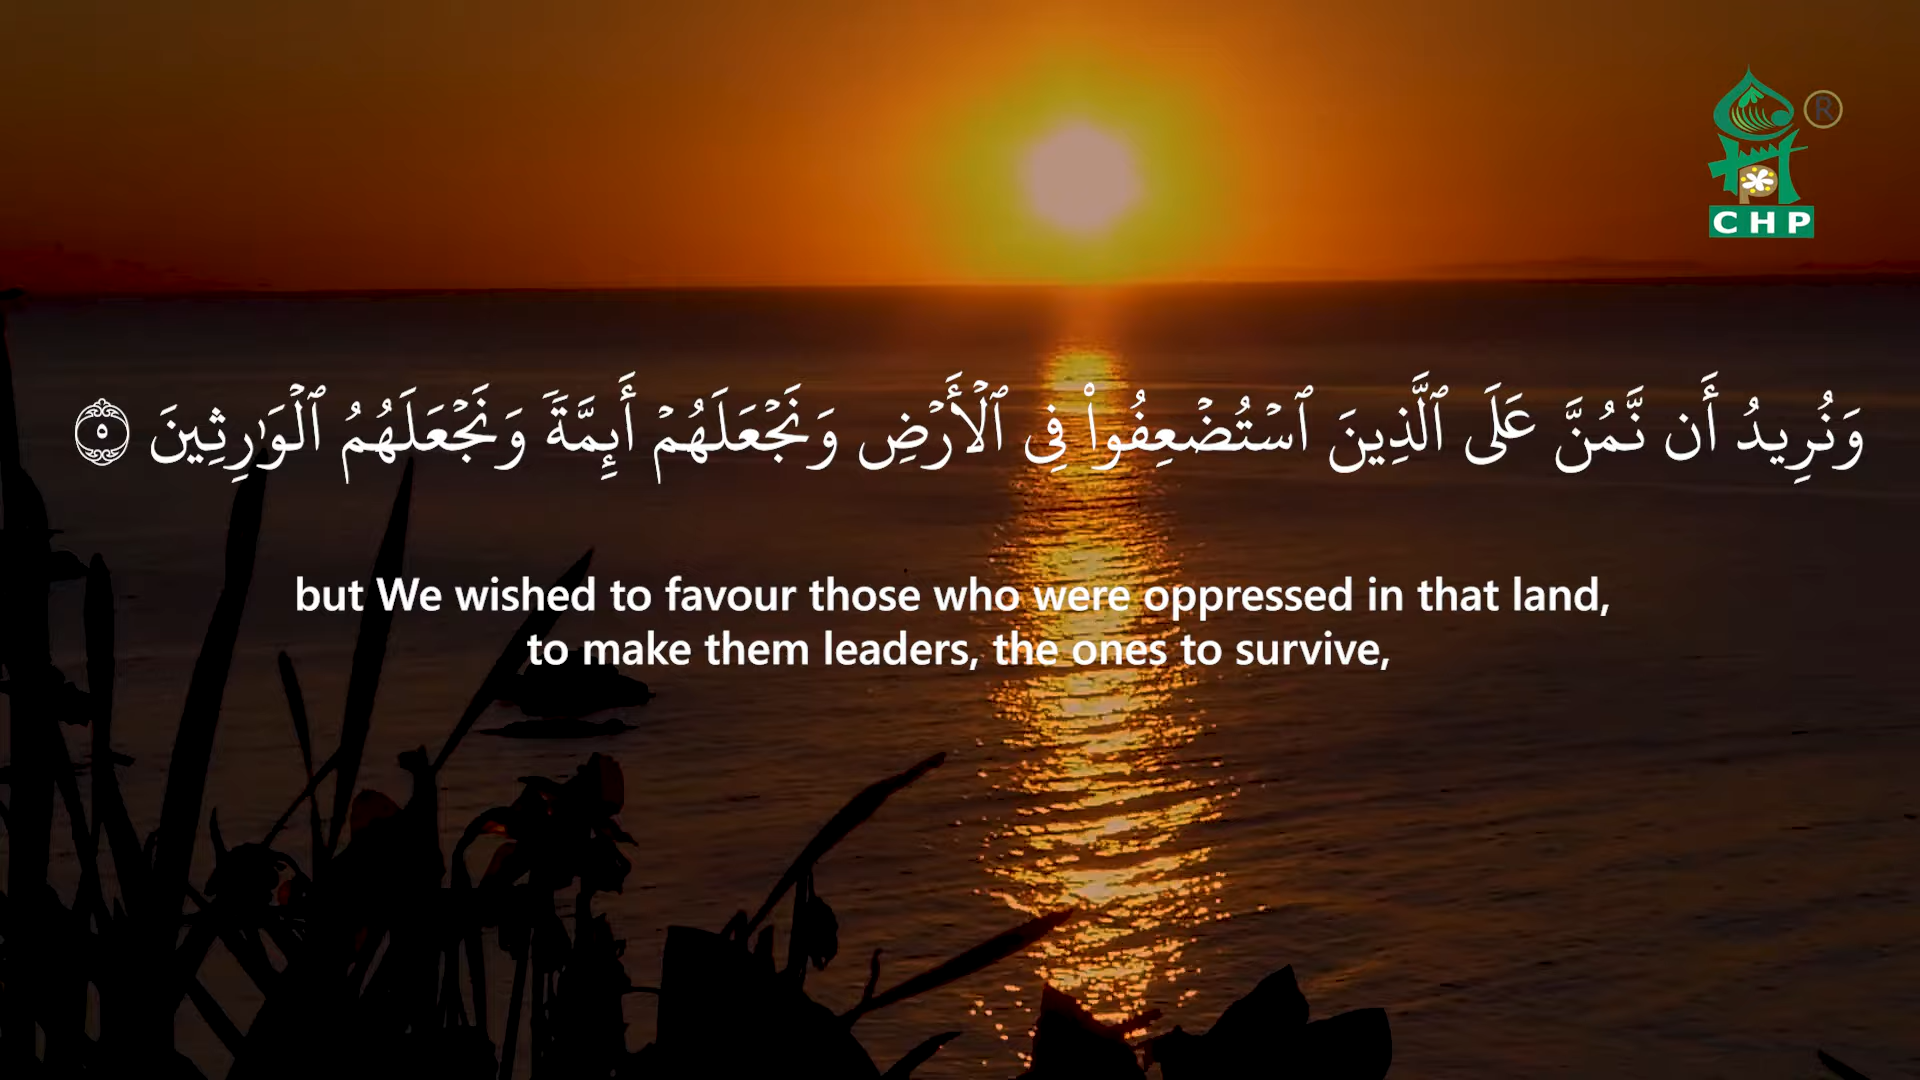 ®
CHP
وَنُرِيدُ أَن نَّمُنَّ عَلَى ٱلَّذِينَ ٱسْتُضْعِفُوا۟ فِى ٱلْأَرْضِ وَنَجْعَلَهُمْ أَئِمَّةً وَنَجْعَلَهُمُ ٱلْوَٰرِثِينَ ٥
but We wished to favour those who were oppressed in that land,
to make them leaders, the ones to survive,